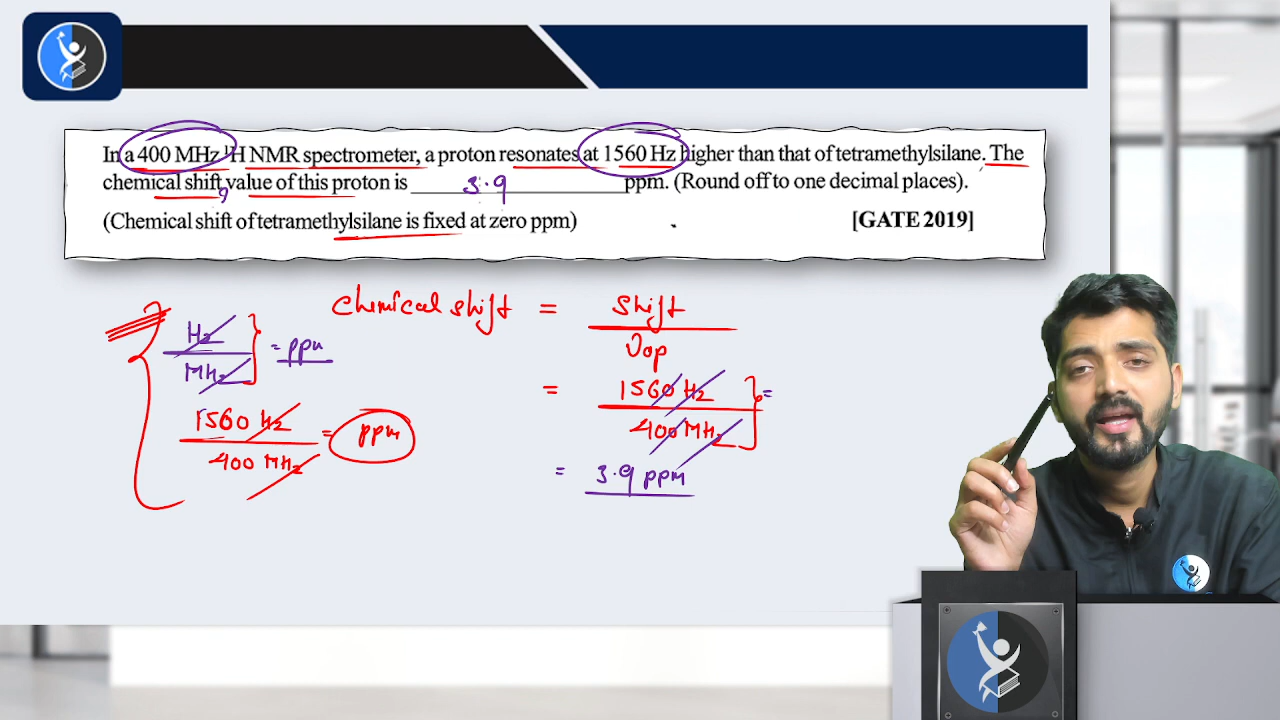 In a 400 MHz ¹H NMR spectrometer, a proton resonates at 1560 Hz higher than that of tetramethylsilane. The
chemical shift value of this proton is 3.9 ppm. (Round off to one decimal places).
(Chemical shift of tetramethylsilane is fixed at zero ppm) [GATE 2019]
Chemical shift = Shift
νop
Hz
MHz
= ppm
= 1560 Hz
400 MHz
=
1560 Hz
400 MHz
= ppm
= 3.9 ppm